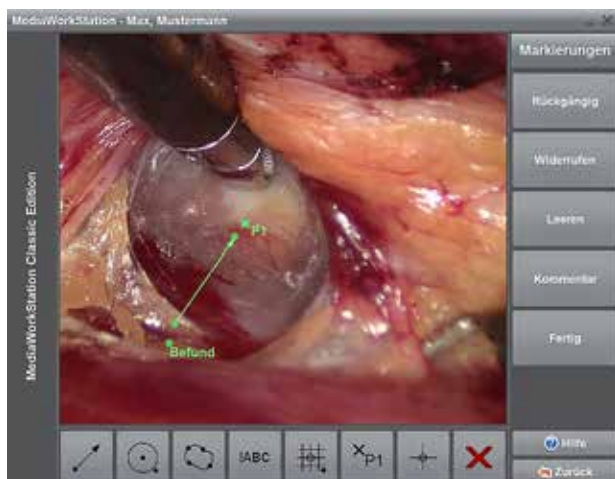 MediaWorkStation - Max, Mustermann
Markierungen
Rückgängig
Widerrufen
Leeren
Kommentar
Fertig
Hilfe
Zurück
MediaWorkStation Classic Edition
P1
Befund
!ABC
P1